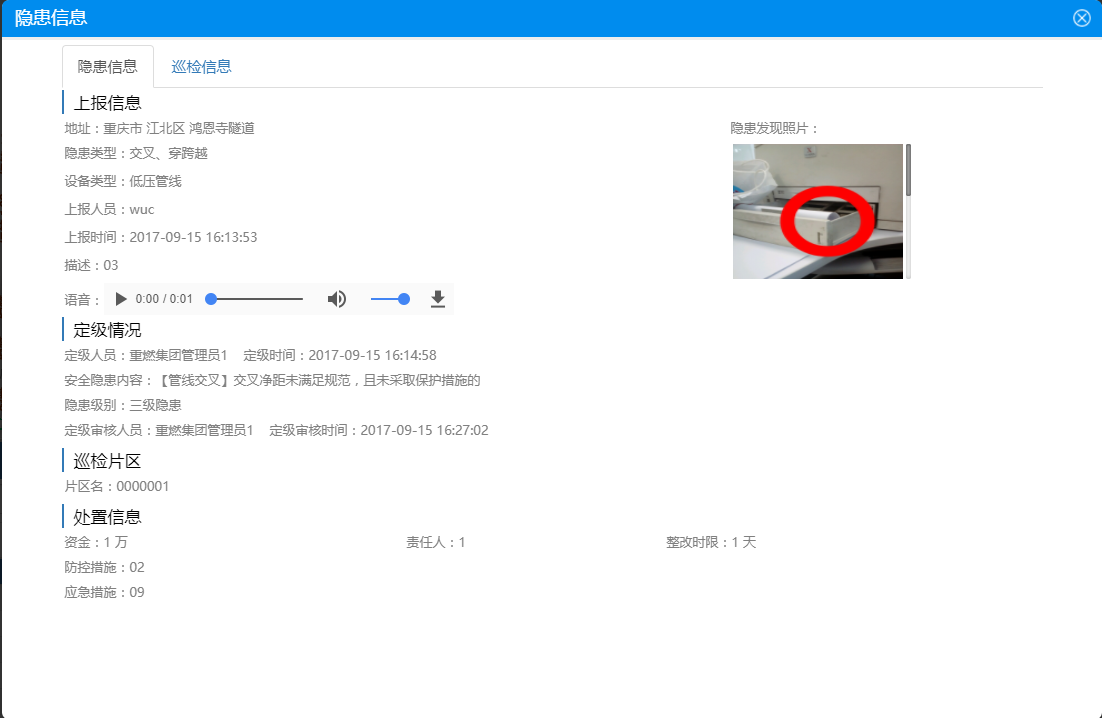 隐患信息
隐患信息 巡检信息
上报信息
地址：重庆市 江北区 鸿恩寺隧道
隐患发现照片：
隐患类型：交叉、穿跨越
设备类型：低压管线
上报人员：wuc
上报时间：2017-09-15 16:13:53
描述：03
语音： 0:00 / 0:01
定级情况
定级人员：重燃集团管理员1 定级时间：2017-09-15 16:14:58
安全隐患内容：【管线交叉】交叉净距未满足规范，且未采取保护措施的
隐患级别：三级隐患
定级审核人员：重燃集团管理员1 定级审核时间：2017-09-15 16:27:02
巡检片区
片区名：0000001
处置信息
资金：1 万 责任人：1 整改时限：1 天
防控措施：02
应急措施：09